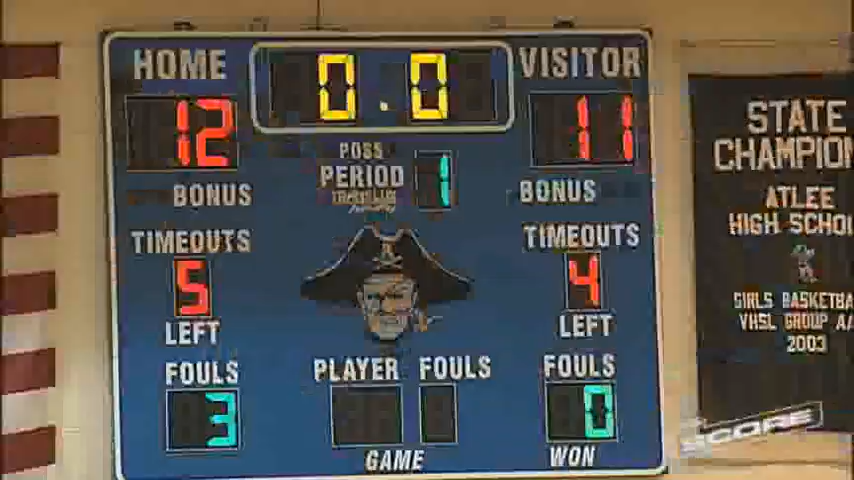 HOME 0.0 VISITOR
12 11
POSS
PERIOD 1
BONUS BONUS
TIMEOUTS TIMEOUTS
5 4
LEFT LEFT
FOULS PLAYER FOULS FOULS
3 0
GAME WON
STATE
CHAMPION
ATLEE
HIGH SCHOOL
GIRLS BASKETBA
VHSL GROUP AA
2003
SCORE